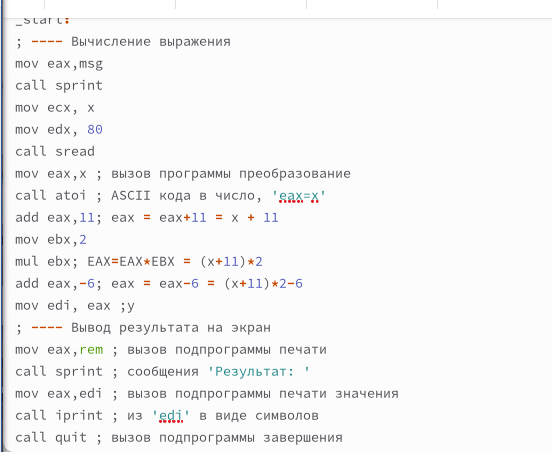 _start:
; ---- Вычисление выражения
mov eax,msg
call sprint
mov ecx, x
mov edx, 80
call sread
mov eax,x ; вызов программы преобразование
call atoi ; ASCII кода в число, 'eax=x'
add eax,11; eax = eax+11 = x + 11
mov ebx,2
mul ebx; EAX=EAX*EBX = (x+11)*2
add eax,-6; eax = eax-6 = (x+11)*2-6
mov edi, eax ;y
; ---- Вывод результата на экран
mov eax,rem ; вызов подпрограммы печати
call sprint ; сообщения 'Результат: '
mov eax,edi ; вызов подпрограммы печати значения
call iprint ; из 'edi' в виде символов
call quit ; вызов подпрограммы завершения